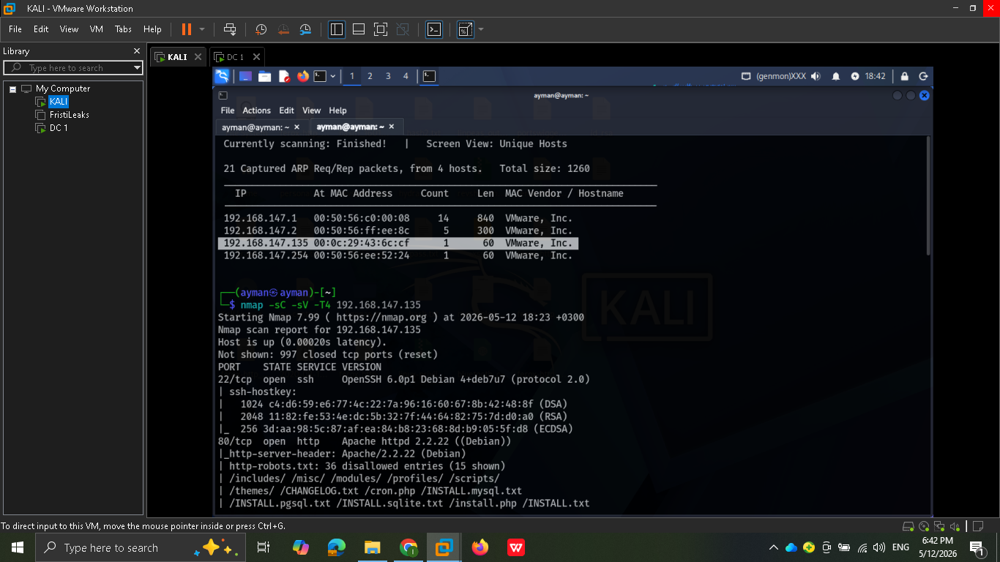 KALI - VMware Workstation
File Edit View VM Tabs Help
Library
Type here to search
My Computer
KALI
FristiLeaks
DC 1
KALI DC 1
1 2 3 4 (genmon)XXX 18:42
ayman@ayman: ~
File Actions Edit View Help
ayman@ayman: ~ ayman@ayman: ~
Currently scanning: Finished! | Screen View: Unique Hosts
21 Captured ARP Req/Rep packets, from 4 hosts. Total size: 1260
IP At MAC Address Count Len MAC Vendor / Hostname
192.168.147.1 00:50:56:c0:00:08 14 840 VMware, Inc.
192.168.147.2 00:50:56:ff:ee:8c 5 300 VMware, Inc.
192.168.147.135 00:0c:29:43:6c:cf 1 60 VMware, Inc.
192.168.147.254 00:50:56:ee:52:24 1 60 VMware, Inc.
┌──(ayman㉿ayman)-[~]
└─$ nmap -sC -sV -T4 192.168.147.135
Starting Nmap 7.99 ( https://nmap.org ) at 2026-05-12 18:23 +0300
Nmap scan report for 192.168.147.135
Host is up (0.00020s latency).
Not shown: 997 closed tcp ports (reset)
PORT STATE SERVICE VERSION
22/tcp open ssh OpenSSH 6.0p1 Debian 4+deb7u7 (protocol 2.0)
| ssh-hostkey:
| 1024 c4:d6:59:e6:77:4c:22:7a:96:16:60:67:8b:42:48:8f (DSA)
| 2048 11:82:fe:53:4e:dc:5b:32:7f:44:64:82:75:7d:d0:a0 (RSA)
|_ 256 3d:aa:98:5c:87:af:ea:84:b8:23:68:8d:b9:05:5f:d8 (ECDSA)
80/tcp open http Apache httpd 2.2.22 ((Debian))
|_http-server-header: Apache/2.2.22 (Debian)
| http-robots.txt: 36 disallowed entries (15 shown)
| /includes/ /misc/ /modules/ /profiles/ /scripts/
| /themes/ /CHANGELOG.txt /cron.php /INSTALL.mysql.txt
| /INSTALL.pgsql.txt /INSTALL.sqlite.txt /install.php /INSTALL.txt
KALI
To direct input to this VM, move the mouse pointer inside or press Ctrl+G.
Type here to search
ENG
6:42 PM
5/12/2026
1